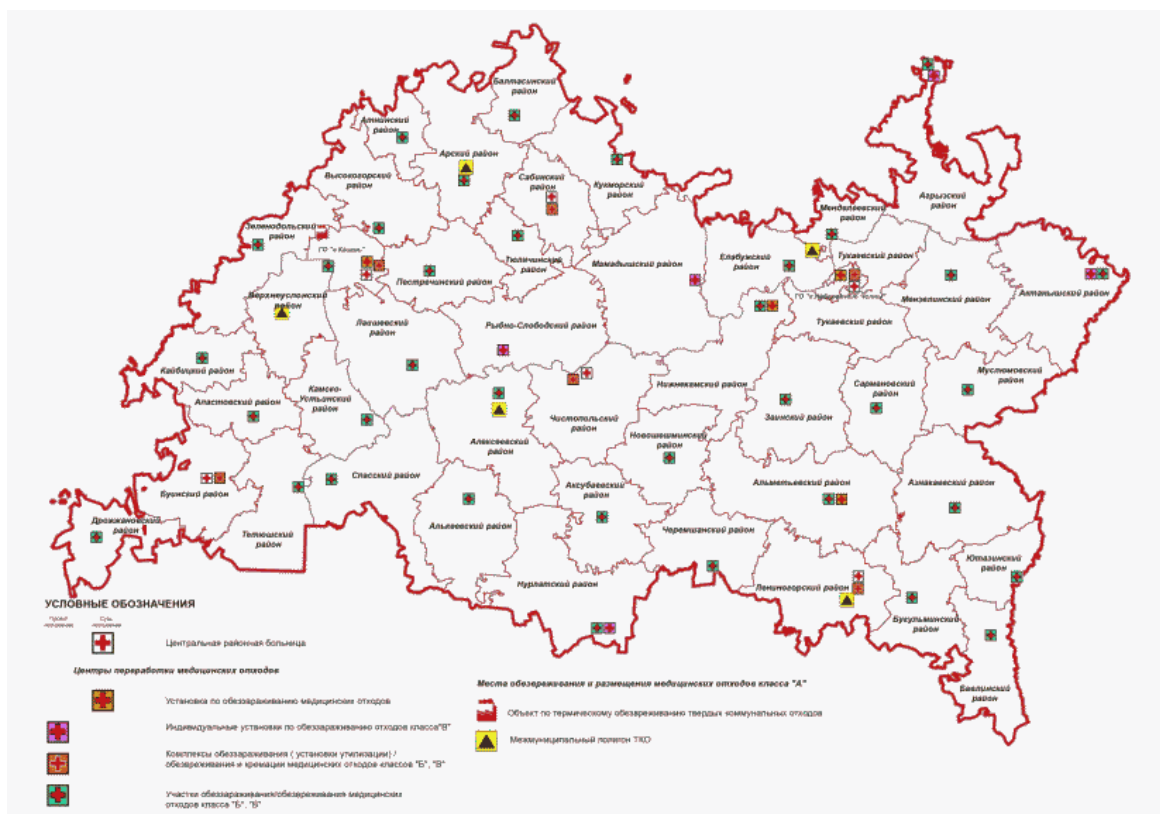 Балтасинский
район
Атнинский
район
Арский район
Высокогорский
район
Сабинский
район
Кукморский
район
Агрызский
район
Менделеевский
район
Зеленодольский
район
ГО "г.Казань"
Тюлячинский
район
Мамадышский район
Елабужский
район
Тукаевский район
Пестречинский район
Верхнеуслонский
район
Мензелинский район
Актанышский район
Лаишевский
район
Рыбно-Слободский район
Тукаевский район
Кайбицкий район
Муслюмовский
район
Апастовский
район
Камско-
Устьинский
район
Нижнекамский район
Сармановский
район
Заинский район
Чистопольский
район
Новошешминский
район
Алексеевский
район
Спасский район
Буинский район
Аксубаевский
район
Альметьевский район
Азнакаевский район
Дрожжановский
район
Тетюшский
район
Алькеевский район
Черемшанский район
Ютазинский
район
Нурлатский район
Лениногорский район
Бугульминский
район
Бавлинский
район
УСЛОВНЫЕ ОБОЗНАЧЕНИЯ
Центральная районная больница
Центры переработки медицинских отходов
Установка по обеззараживанию медицинских отходов
Индивидуальные установки по обеззараживанию отходов класса"В"
Комплексы обеззараживания ( установки утилизации) /
обезвреживания и кремации медицинских отходов классов "Б", "В"
Участки обеззараживания/обезвреживания медицинских
отходов класса "Б", "В"
Места обезвреживания и размещения медицинских отходов класса "А"
Объект по термическому обезвреживанию твердых коммунальных отходов
Межмуниципальный полигон ТКО